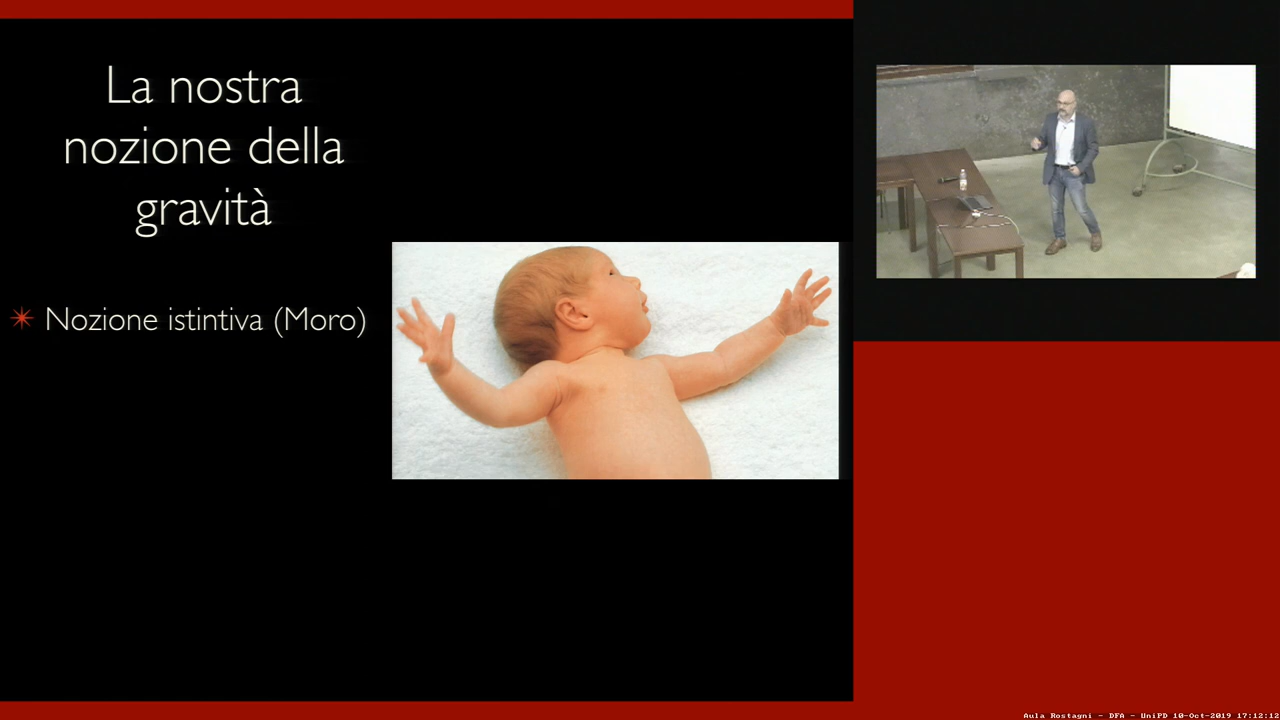 La nostra
nozione della
gravità
✴ Nozione istintiva (Moro)
Aula Rostagni - DFA - UniPD 10-Oct-2019 17:12:12